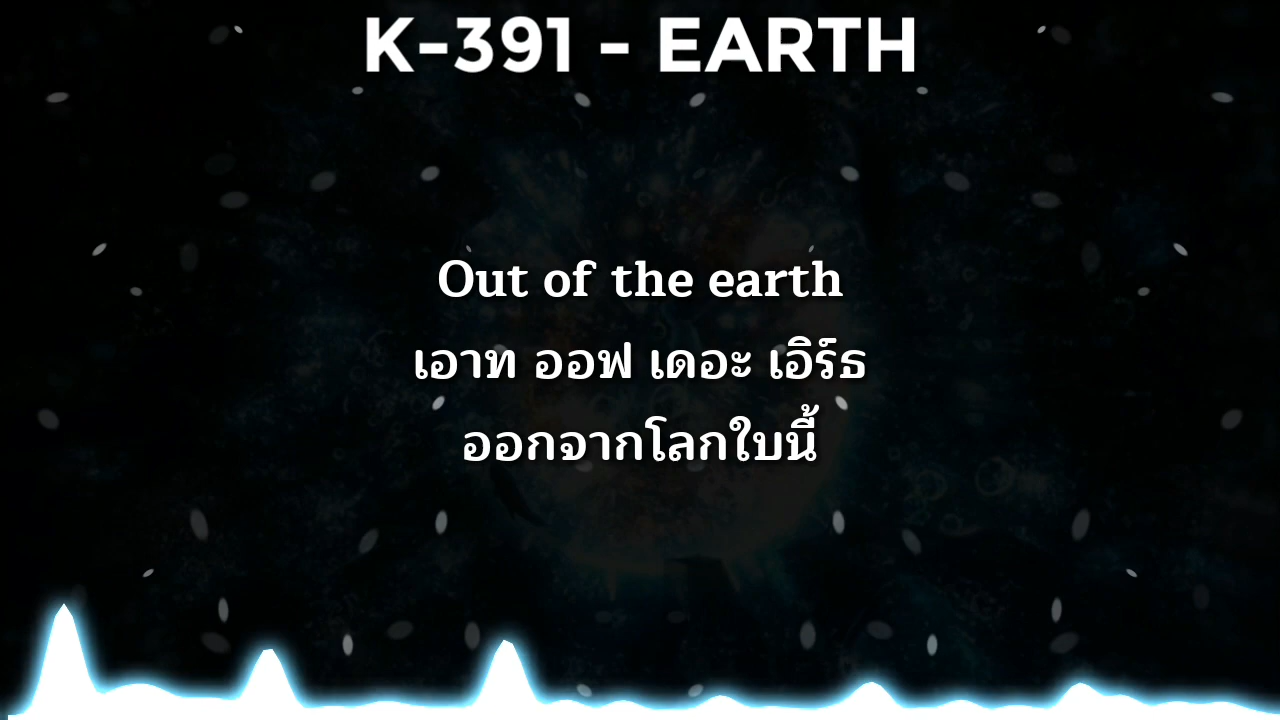 K-391 - EARTH
Out of the earth
เอาท ออฟ เดอะ เอิร์ธ
ออกจากโลกใบนี้